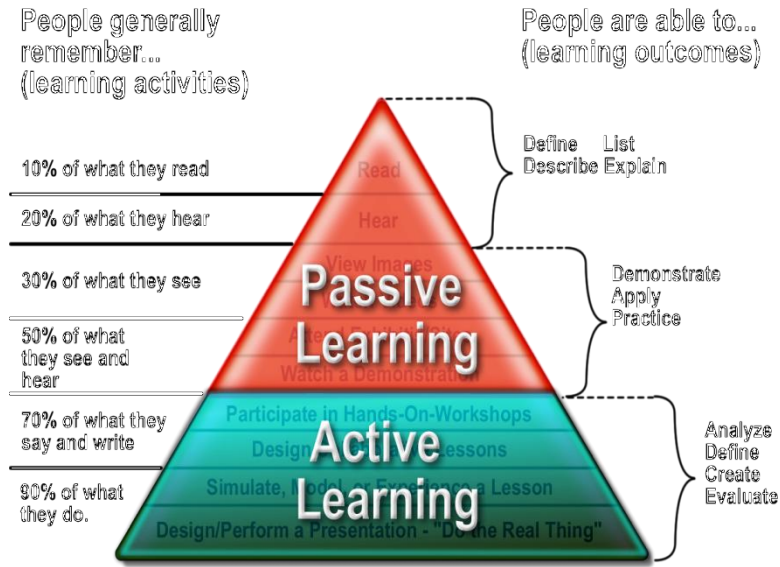 People generally
remember...
(learning activities)
People are able to...
(learning outcomes)
10% of what they read
20% of what they hear
30% of what they see
50% of what
they see and
hear
70% of what they
say and write
90% of what
they do.
Read
Hear
View Images
Watch a Demonstration
Passive
Learning
Participate in Hands-On-Workshops
Design Lessons
Simulate, Model, or Experience a Lesson
Design/Perform a Presentation - "Do the Real Thing"
Active
Learning
Define List
Describe Explain
Demonstrate
Apply
Practice
Analyze
Define
Create
Evaluate